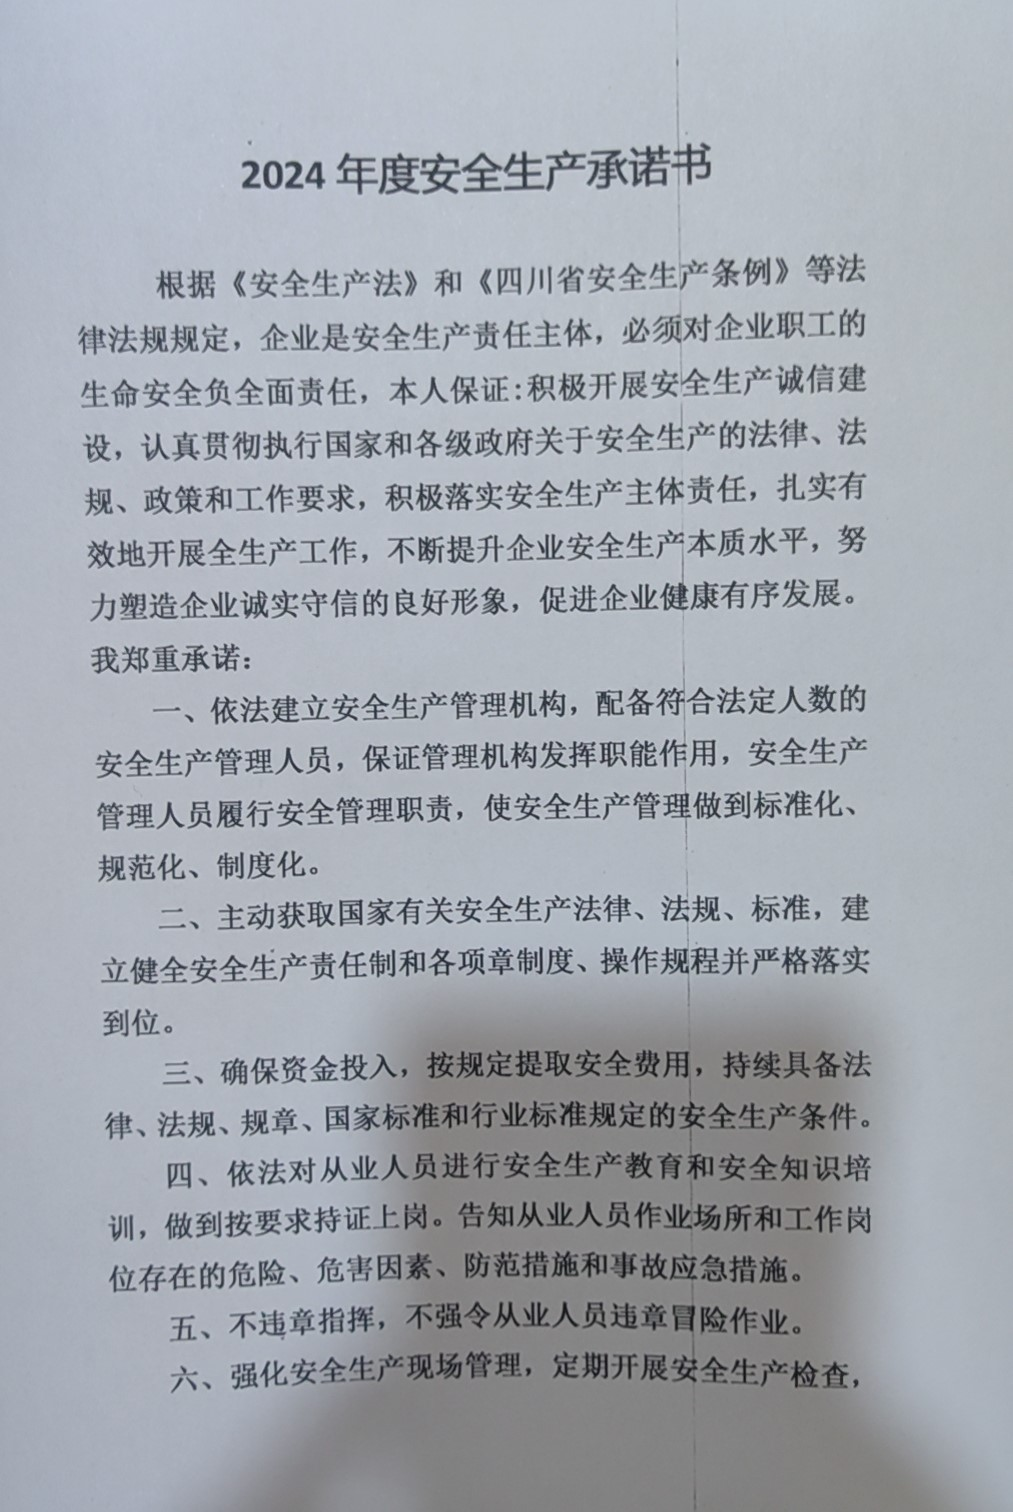 2024 年度安全生产承诺书
根据《安全生产法》和《四川省安全生产条例》等法
律法规规定，企业是安全生产责任主体，必须对企业职工的
生命安全负全面责任，本人保证:积极开展安全生产诚信建
设，认真贯彻执行国家和各级政府关于安全生产的法律、法
规、政策和工作要求，积极落实安全生产主体责任，扎实有
效地开展全生产工作，不断提升企业安全生产本质水平，努
力塑造企业诚实守信的良好形象，促进企业健康有序发展。
我郑重承诺：
一、依法建立安全生产管理机构，配备符合法定人数的
安全生产管理人员，保证管理机构发挥职能作用，安全生产
管理人员履行安全管理职责，使安全生产管理做到标准化、
规范化、制度化。
二、主动获取国家有关安全生产法律、法规、标准，建
立健全安全生产责任制和各项章制度、操作规程并严格落实
到位。
三、确保资金投入，按规定提取安全费用，持续具备法
律、法规、规章、国家标准和行业标准规定的安全生产条件。
四、依法对从业人员进行安全生产教育和安全知识培
训，做到按要求持证上岗。告知从业人员作业场所和工作岗
位存在的危险、危害因素、防范措施和事故应急措施。
五、不违章指挥，不强令从业人员违章冒险作业。
六、强化安全生产现场管理，定期开展安全生产检查，